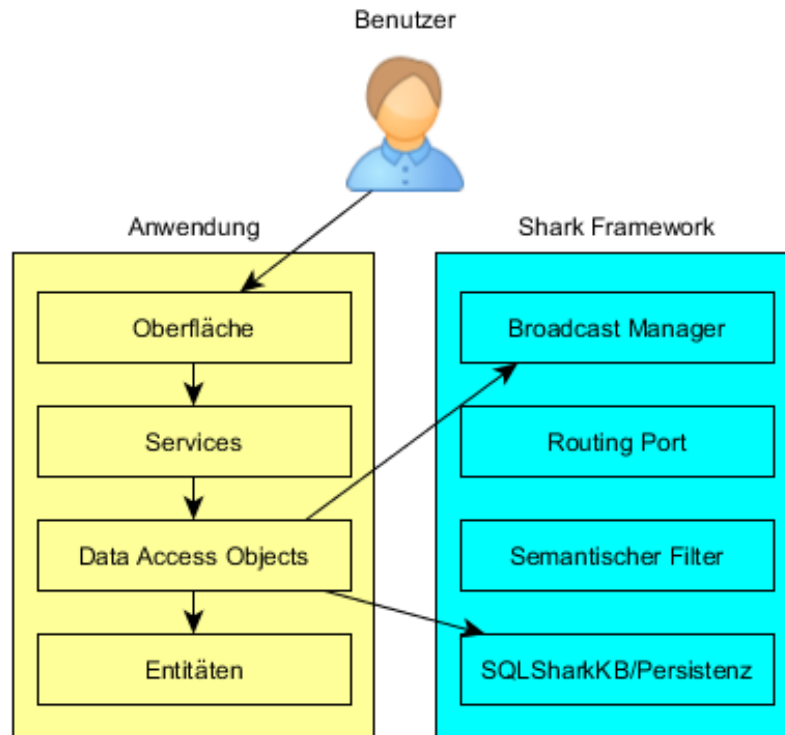 Benutzer
Anwendung
Shark Framework
Oberfläche
Broadcast Manager
Services
Routing Port
Data Access Objects
Semantischer Filter
Entitäten
SQLSharkKB/Persistenz